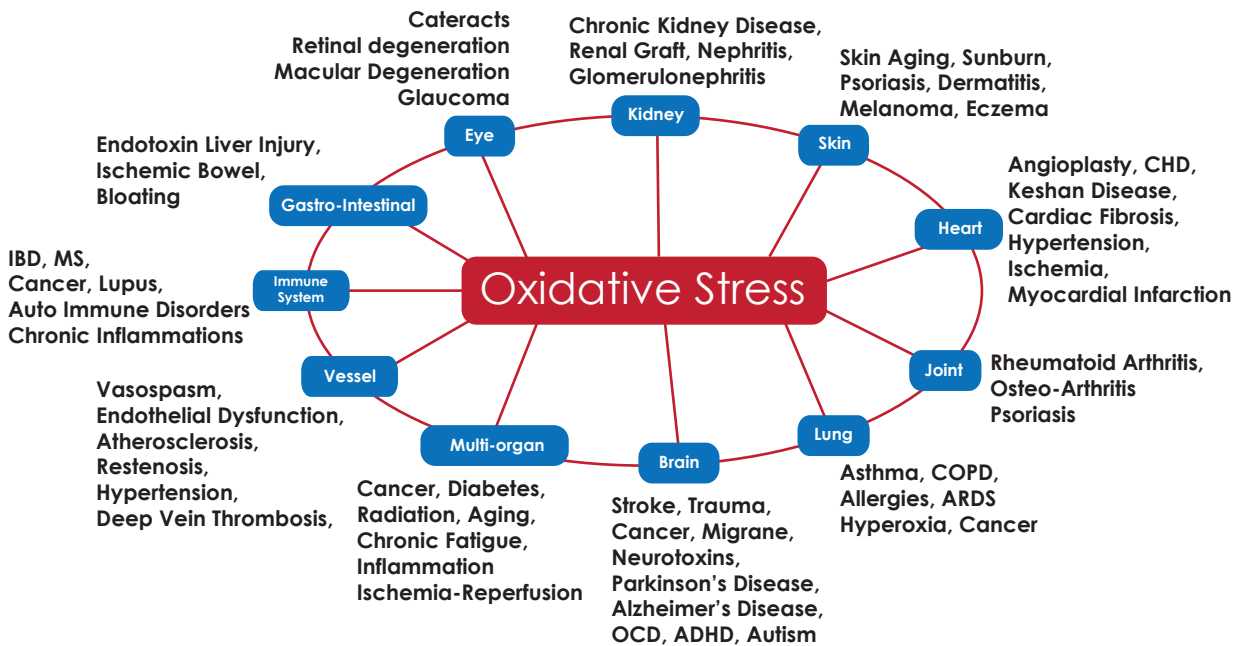 Cateracts
Retinal degeneration
Macular Degeneration
Glaucoma
Eye
Chronic Kidney Disease,
Renal Graft, Nephritis,
Glomerulonephritis
Kidney
Skin Aging, Sunburn,
Psoriasis, Dermatitis,
Melanoma, Eczema
Skin
Endotoxin Liver Injury,
Ischemic Bowel,
Bloating
Gastro-Intestinal
Angioplasty, CHD,
Keshan Disease,
Cardiac Fibrosis,
Hypertension,
Ischemia,
Myocardial Infarction
Heart
IBD, MS,
Cancer, Lupus,
Auto Immune Disorders
Chronic Inflammations
Immune
System
Oxidative Stress
Vessel
Vasospasm,
Endothelial Dysfunction,
Atherosclerosis,
Restenosis,
Hypertension,
Deep Vein Thrombosis,
Joint
Rheumatoid Arthritis,
Osteo-Arthritis
Psoriasis
Multi-organ
Cancer, Diabetes,
Radiation, Aging,
Chronic Fatigue,
Inflammation
Ischemia-Reperfusion
Brain
Stroke, Trauma,
Cancer, Migrane,
Neurotoxins,
Parkinson's Disease,
Alzheimer's Disease,
OCD, ADHD, Autism
Lung
Asthma, COPD,
Allergies, ARDS
Hyperoxia, Cancer